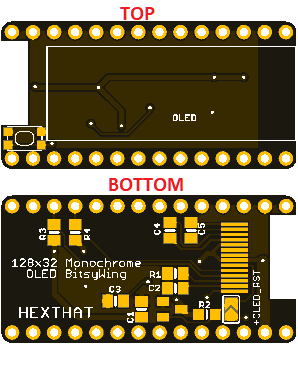 TOP
OLED
BOTTOM
R3
R4
C4
C5
128x32 Monochrome
OLED BitsyWing
R1
C2
C3
C1
R2
HEXTHAT
+OLED_RST